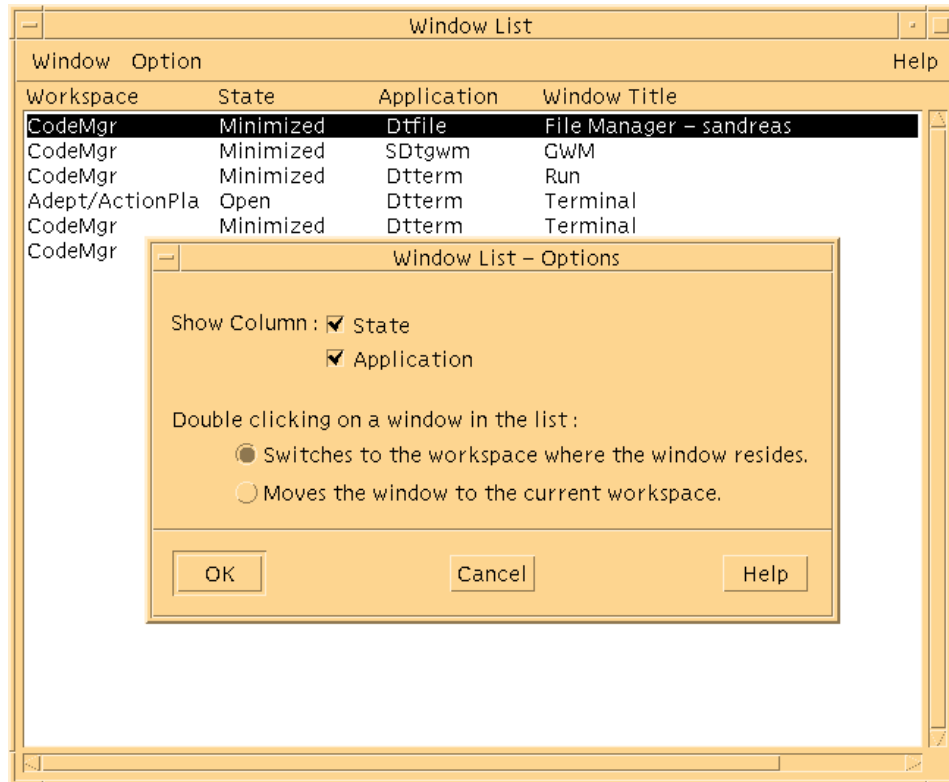 Window List
Window Option Help
Workspace State Application Window Title
CodeMgr Minimized Dtfile File Manager – sandreas
CodeMgr Minimized SDtgwm GWM
CodeMgr Minimized Dtterm Run
Adept/ActionPla Open Dtterm Terminal
CodeMgr Minimized Dtterm Terminal
CodeMgr
Window List – Options
Show Column : State
Application
Double clicking on a window in the list :
Switches to the workspace where the window resides.
Moves the window to the current workspace.
OK Cancel Help